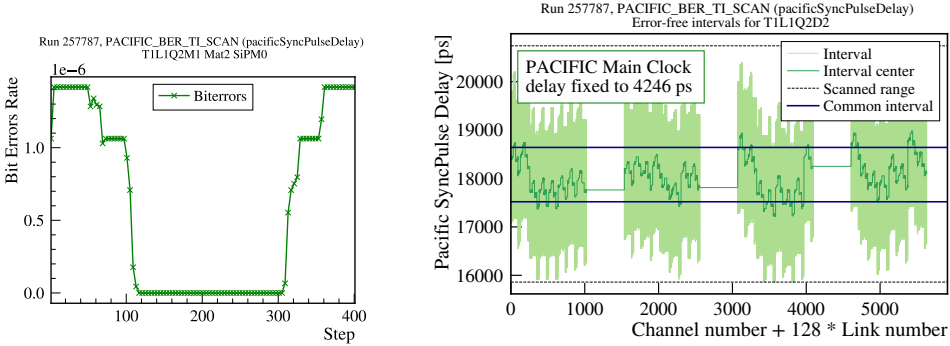 Run 257787, PACIFIC_BER_TI_SCAN (pacificSyncPulseDelay)
T1L1Q2M1 Mat2 SiPM0
1e−6
Bit Errors Rate
1.0
0.5
0.0
Biterrors
100
200
300
400
Step
Run 257787, PACIFIC_BER_TI_SCAN (pacificSyncPulseDelay)
Error-free intervals for T1L1Q2D2
Pacific SyncPulse Delay [ps]
20000
19000
18000
17000
16000
PACIFIC Main Clock
delay fixed to 4246 ps
Interval
Interval center
Scanned range
Common interval
0
1000
2000
3000
4000
5000
Channel number + 128 * Link number